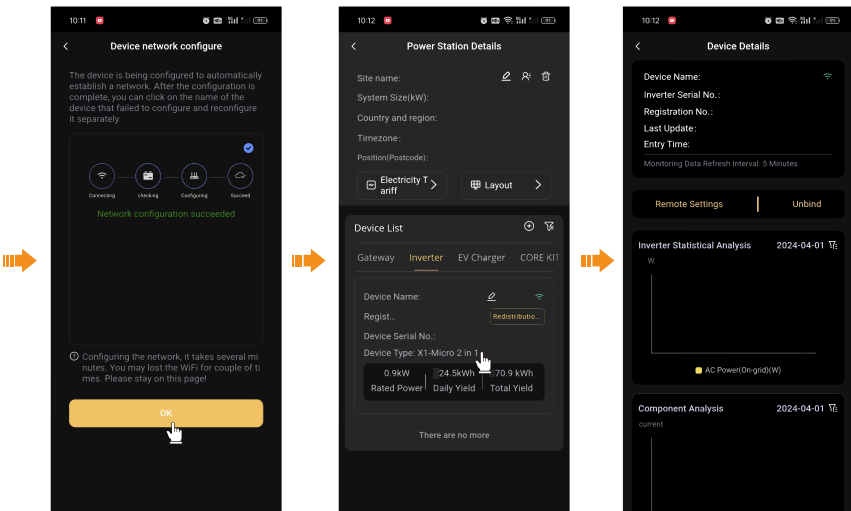 10:11
91
Device network configure
The device is being configured to automatically
establish a network. After the configuration is
complete, you can click on the name of the
device that failed to configure and reconfigure
it separately.
Connecting
checking
Configuring
Succeed
Network configuration succeeded
Configuring the network, it takes several mi
nutes. You may lost the WiFi for couple of ti
mes. Please stay on this page!
OK
10:12
Power Station Details
Site name:
System Size(kW):
Country and region:
Timezone:
Position(Postcode):
Electricity T
ariff
Layout
Device List
Gateway Inverter EV Charger CORE KIT
Device Name:
Regist...
Redistributio...
Device Serial No.:
Device Type: X1-Micro 2 in 1
0.9kW 24.5kWh 70.9 kWh
Rated Power Daily Yield Total Yield
There are no more
10:12
Device Details
Device Name:
Inverter Serial No.:
Registration No.:
Last Update:
Entry Time:
Monitoring Data Refresh Interval: 5 Minutes
Remote Settings Unbind
Inverter Statistical Analysis 2024-04-01
W
AC Power(On-grid)(W)
Component Analysis 2024-04-01
current